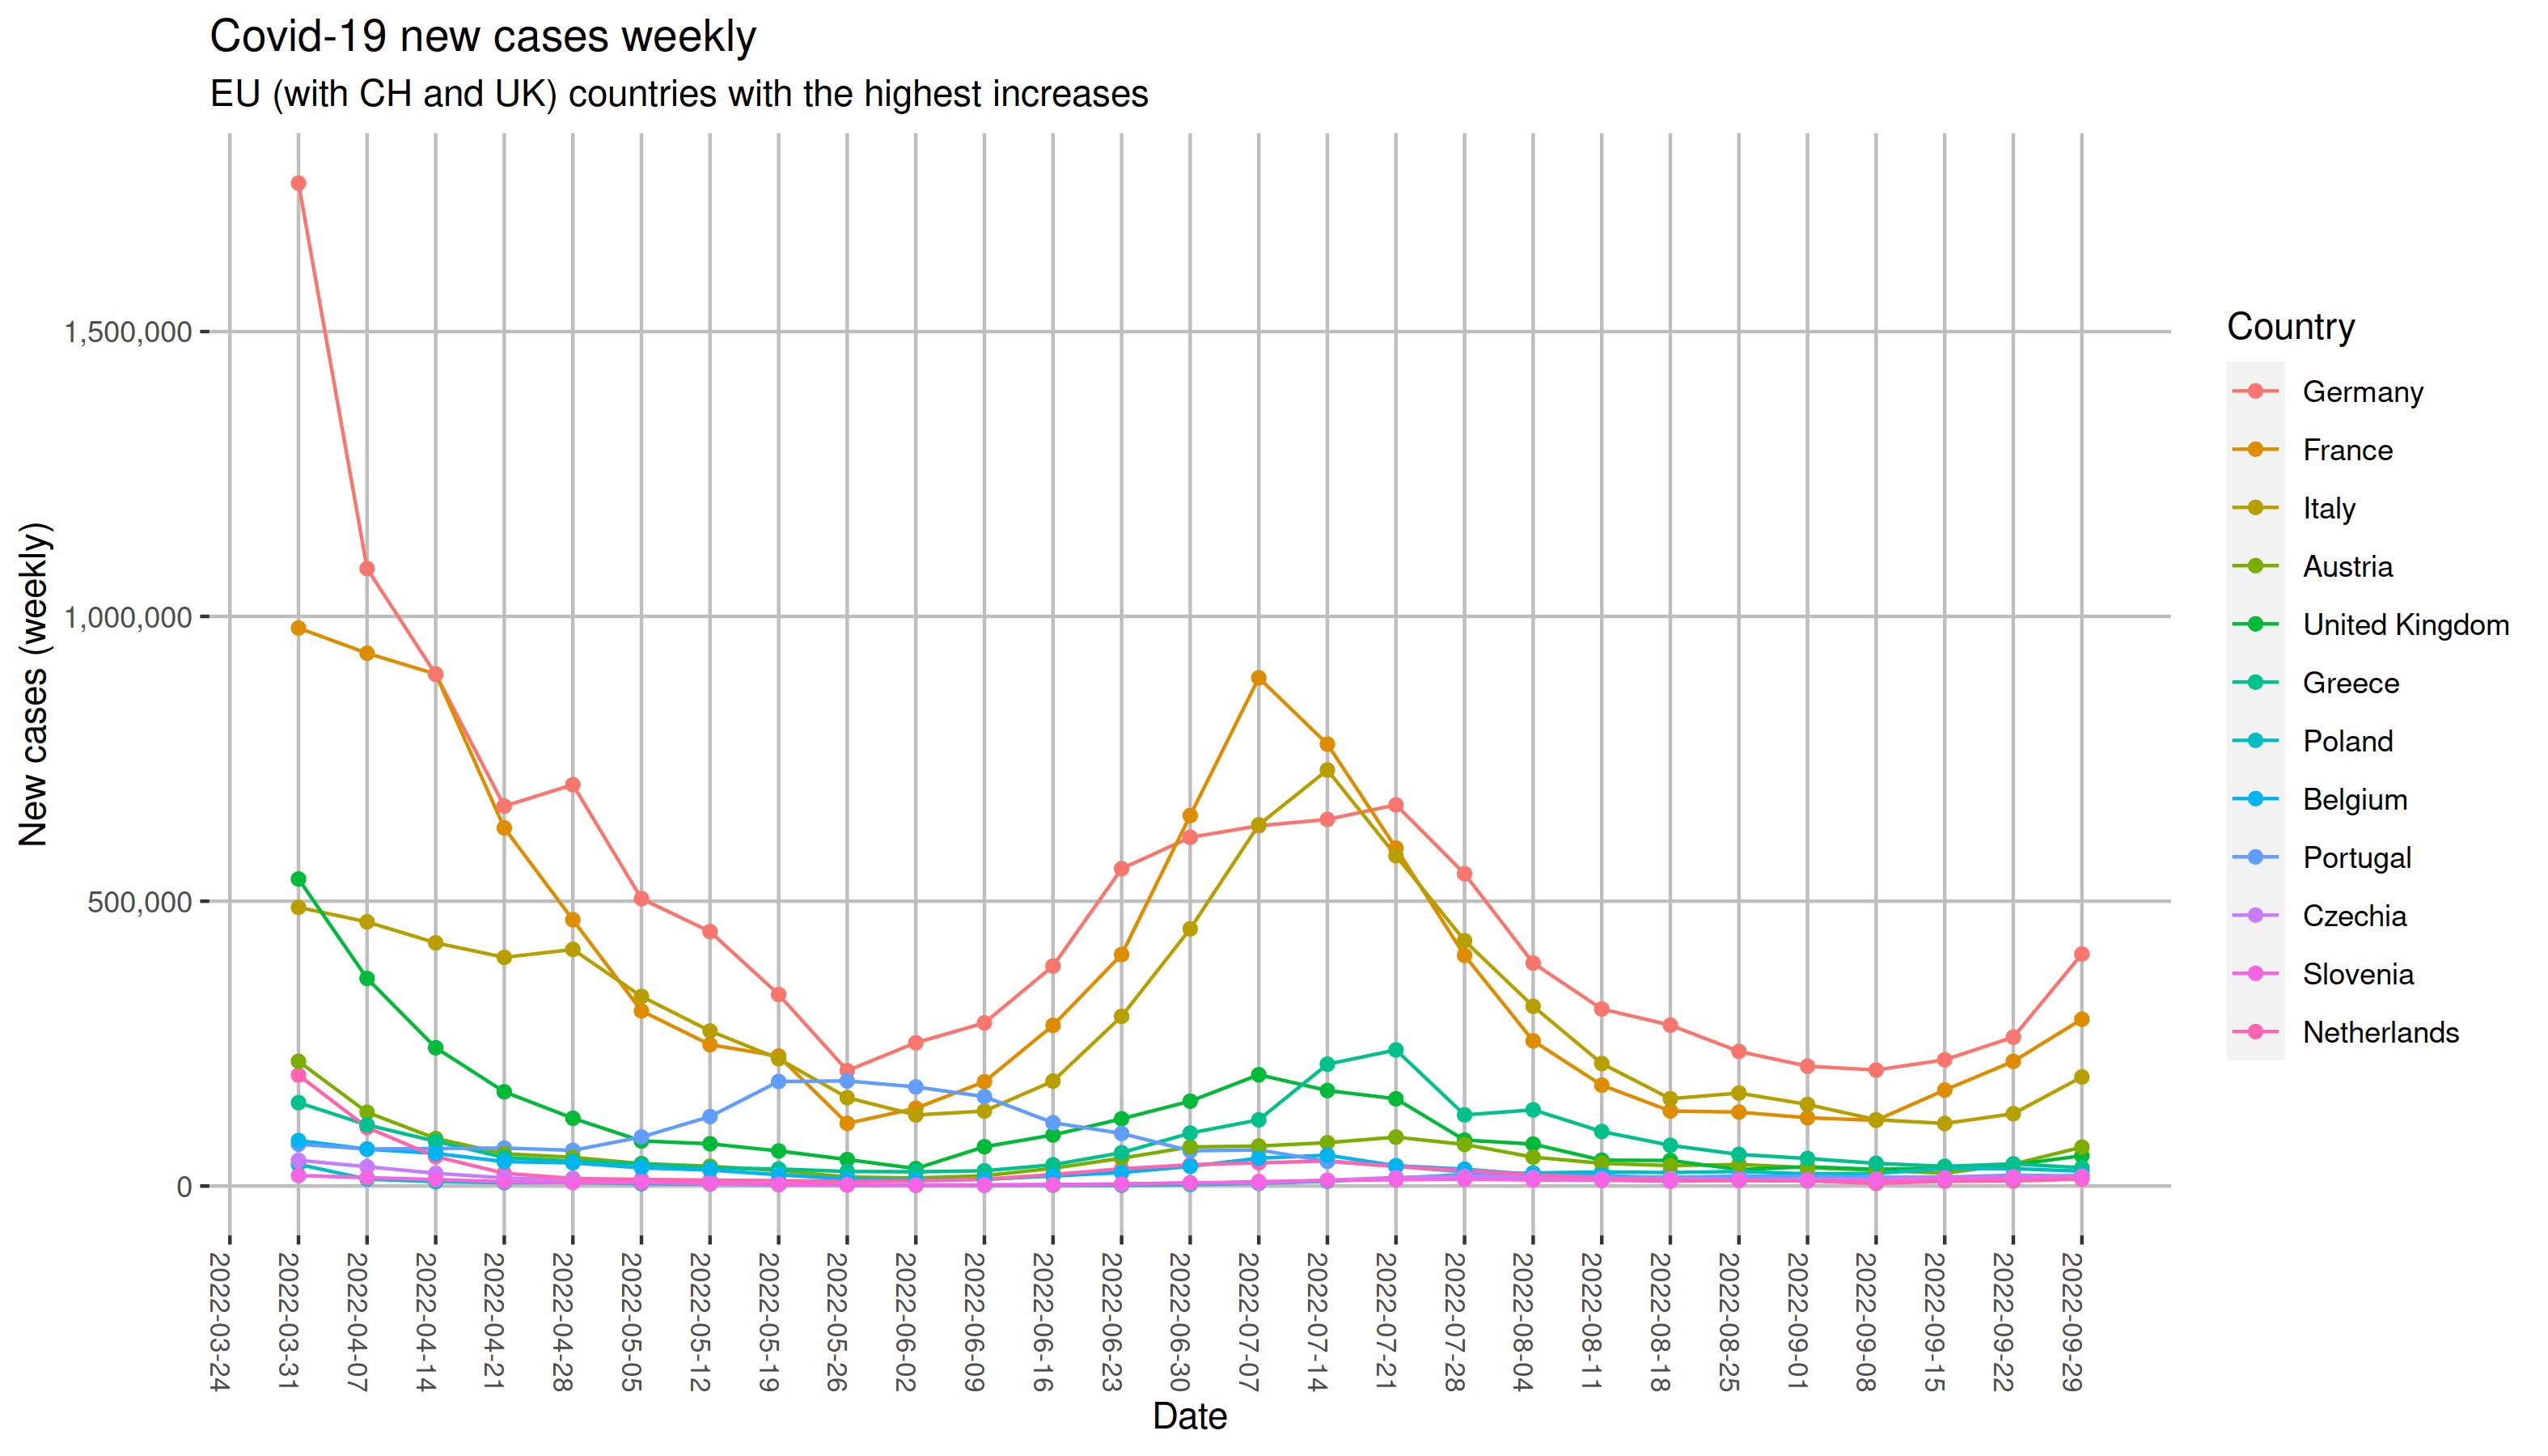 Covid-19 new cases weekly
EU (with CH and UK) countries with the highest increases
New cases (weekly)
1,500,000
1,000,000
500,000
0
2022-03-24
2022-03-31
2022-04-07
2022-04-14
2022-04-21
2022-04-28
2022-05-05
2022-05-12
2022-05-19
2022-05-26
2022-06-02
2022-06-09
2022-06-16
2022-06-23
2022-06-30
2022-07-07
2022-07-14
2022-07-21
2022-07-28
2022-08-04
2022-08-11
2022-08-18
2022-08-25
2022-09-01
2022-09-08
2022-09-15
2022-09-22
2022-09-29
Date
Country
Germany
France
Italy
Austria
United Kingdom
Greece
Poland
Belgium
Portugal
Czechia
Slovenia
Netherlands